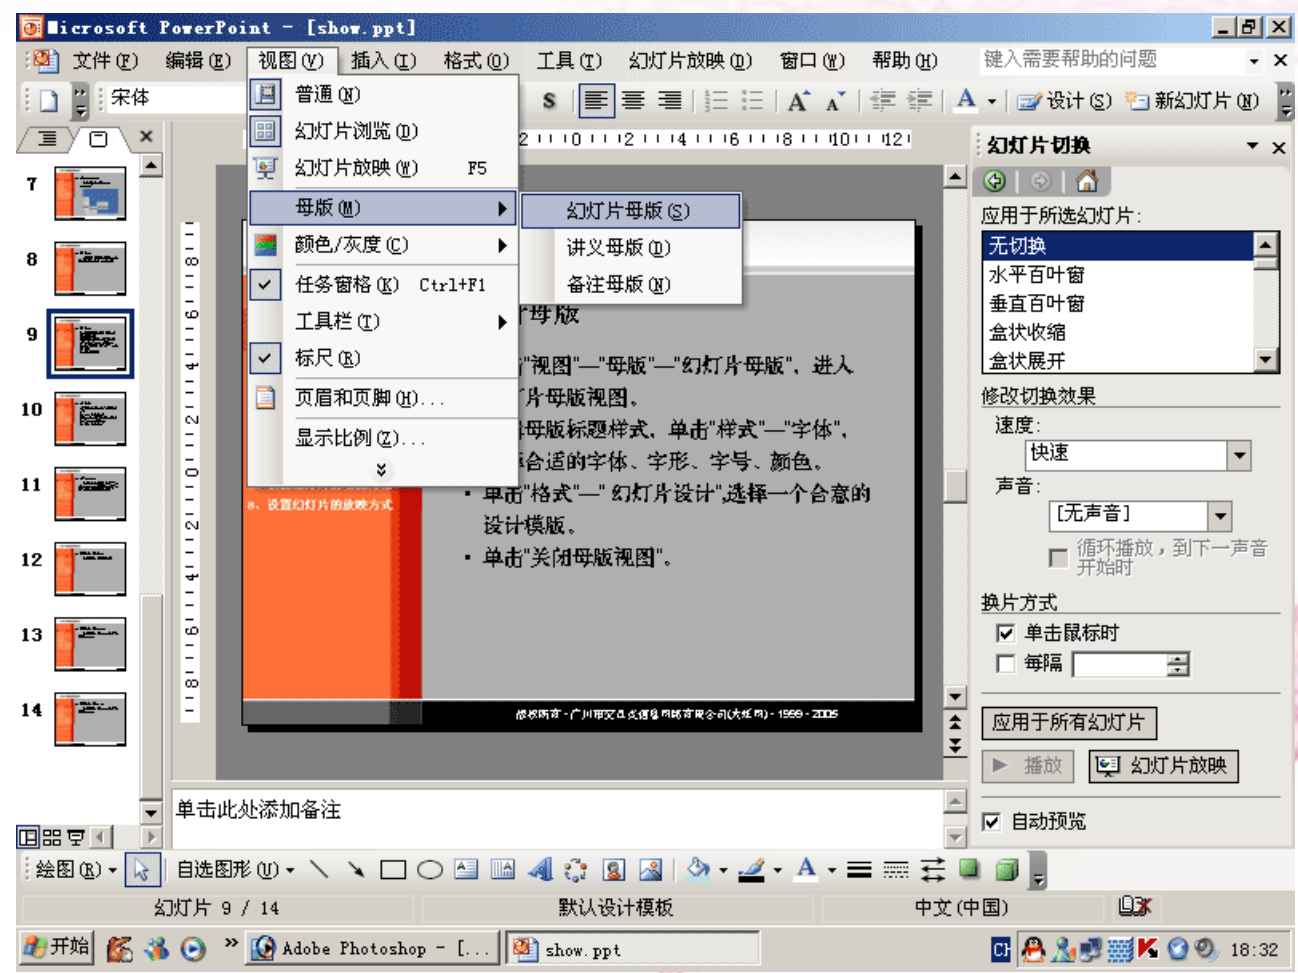 Microsoft PowerPoint - [show.ppt]
文件(F) 编辑(E) 视图(V) 插入(I) 格式(O) 工具(T) 幻灯片放映(D) 窗口(W) 帮助(H) 键入需要帮助的问题
宋体 S A A A 设计(S) 新幻灯片(N)
普通(N)
幻灯片浏览(D)
幻灯片放映(W) F5
母版(M)
颜色/灰度(C)
任务窗格(K) Ctrl+F1
工具栏(T)
标尺(R)
页眉和页脚(H)...
显示比例(Z)...
幻灯片母版(S)
讲义母版(D)
备注母版(N)
7
8
9
10
11
12
13
14
母版
"视图"—"母版"—"幻灯片母版"，进入
片母版视图。
母版标题样式，单击"样式"—"字体"，
合适的字体、字形、字号、颜色。
• 单击"格式"—"幻灯片设计",选择一个合意的
设计模版。
• 单击"关闭母版视图"。
8、设置幻灯片的放映方式
- 1999 - 2005
单击此处添加备注
幻灯片切换
应用于所选幻灯片:
无切换
水平百叶窗
垂直百叶窗
盒状收缩
盒状展开
修改切换效果
速度:
快速
声音:
[无声音]
循环播放，到下一声音
开始时
换片方式
单击鼠标时
每隔
应用于所有幻灯片
播放 幻灯片放映
自动预览
绘图(R) 自选图形(U) A
幻灯片 9 / 14 默认设计模板 中文(中国)
开始 » Adobe Photoshop - [... show.ppt CH 18:32